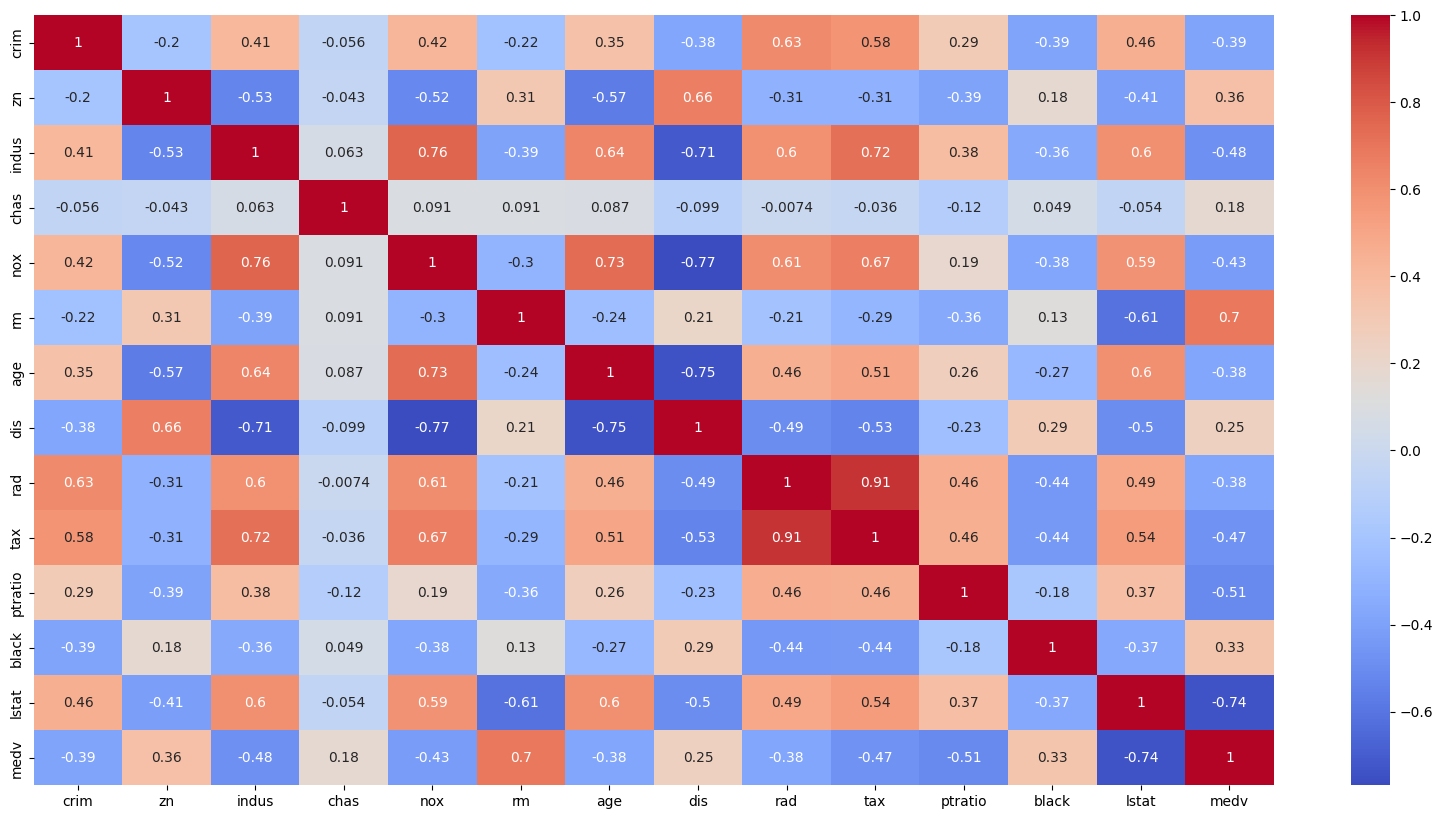 crim 1 -0.2 0.41 -0.056 0.42 -0.22 0.35 -0.38 0.63 0.58 0.29 -0.39 0.46 -0.39
zn -0.2 1 -0.53 -0.043 -0.52 0.31 -0.57 0.66 -0.31 -0.31 -0.39 0.18 -0.41 0.36
indus 0.41 -0.53 1 0.063 0.76 -0.39 0.64 -0.71 0.6 0.72 0.38 -0.36 0.6 -0.48
chas -0.056 -0.043 0.063 1 0.091 0.091 0.087 -0.099 -0.0074 -0.036 -0.12 0.049 -0.054 0.18
nox 0.42 -0.52 0.76 0.091 1 -0.3 0.73 -0.77 0.61 0.67 0.19 -0.38 0.59 -0.43
rm -0.22 0.31 -0.39 0.091 -0.3 1 -0.24 0.21 -0.21 -0.29 -0.36 0.13 -0.61 0.7
age 0.35 -0.57 0.64 0.087 0.73 -0.24 1 -0.75 0.46 0.51 0.26 -0.27 0.6 -0.38
dis -0.38 0.66 -0.71 -0.099 -0.77 0.21 -0.75 1 -0.49 -0.53 -0.23 0.29 -0.5 0.25
rad 0.63 -0.31 0.6 -0.0074 0.61 -0.21 0.46 -0.49 1 0.91 0.46 -0.44 0.49 -0.38
tax 0.58 -0.31 0.72 -0.036 0.67 -0.29 0.51 -0.53 0.91 1 0.46 -0.44 0.54 -0.47
ptratio 0.29 -0.39 0.38 -0.12 0.19 -0.36 0.26 -0.23 0.46 0.46 1 -0.18 0.37 -0.51
black -0.39 0.18 -0.36 0.049 -0.38 0.13 -0.27 0.29 -0.44 -0.44 -0.18 1 -0.37 0.33
lstat 0.46 -0.41 0.6 -0.054 0.59 -0.61 0.6 -0.5 0.49 0.54 0.37 -0.37 1 -0.74
medv -0.39 0.36 -0.48 0.18 -0.43 0.7 -0.38 0.25 -0.38 -0.47 -0.51 0.33 -0.74 1
crim zn indus chas nox rm age dis rad tax ptratio black lstat medv
1.0
0.8
0.6
0.4
0.2
0.0
−0.2
−0.4
−0.6